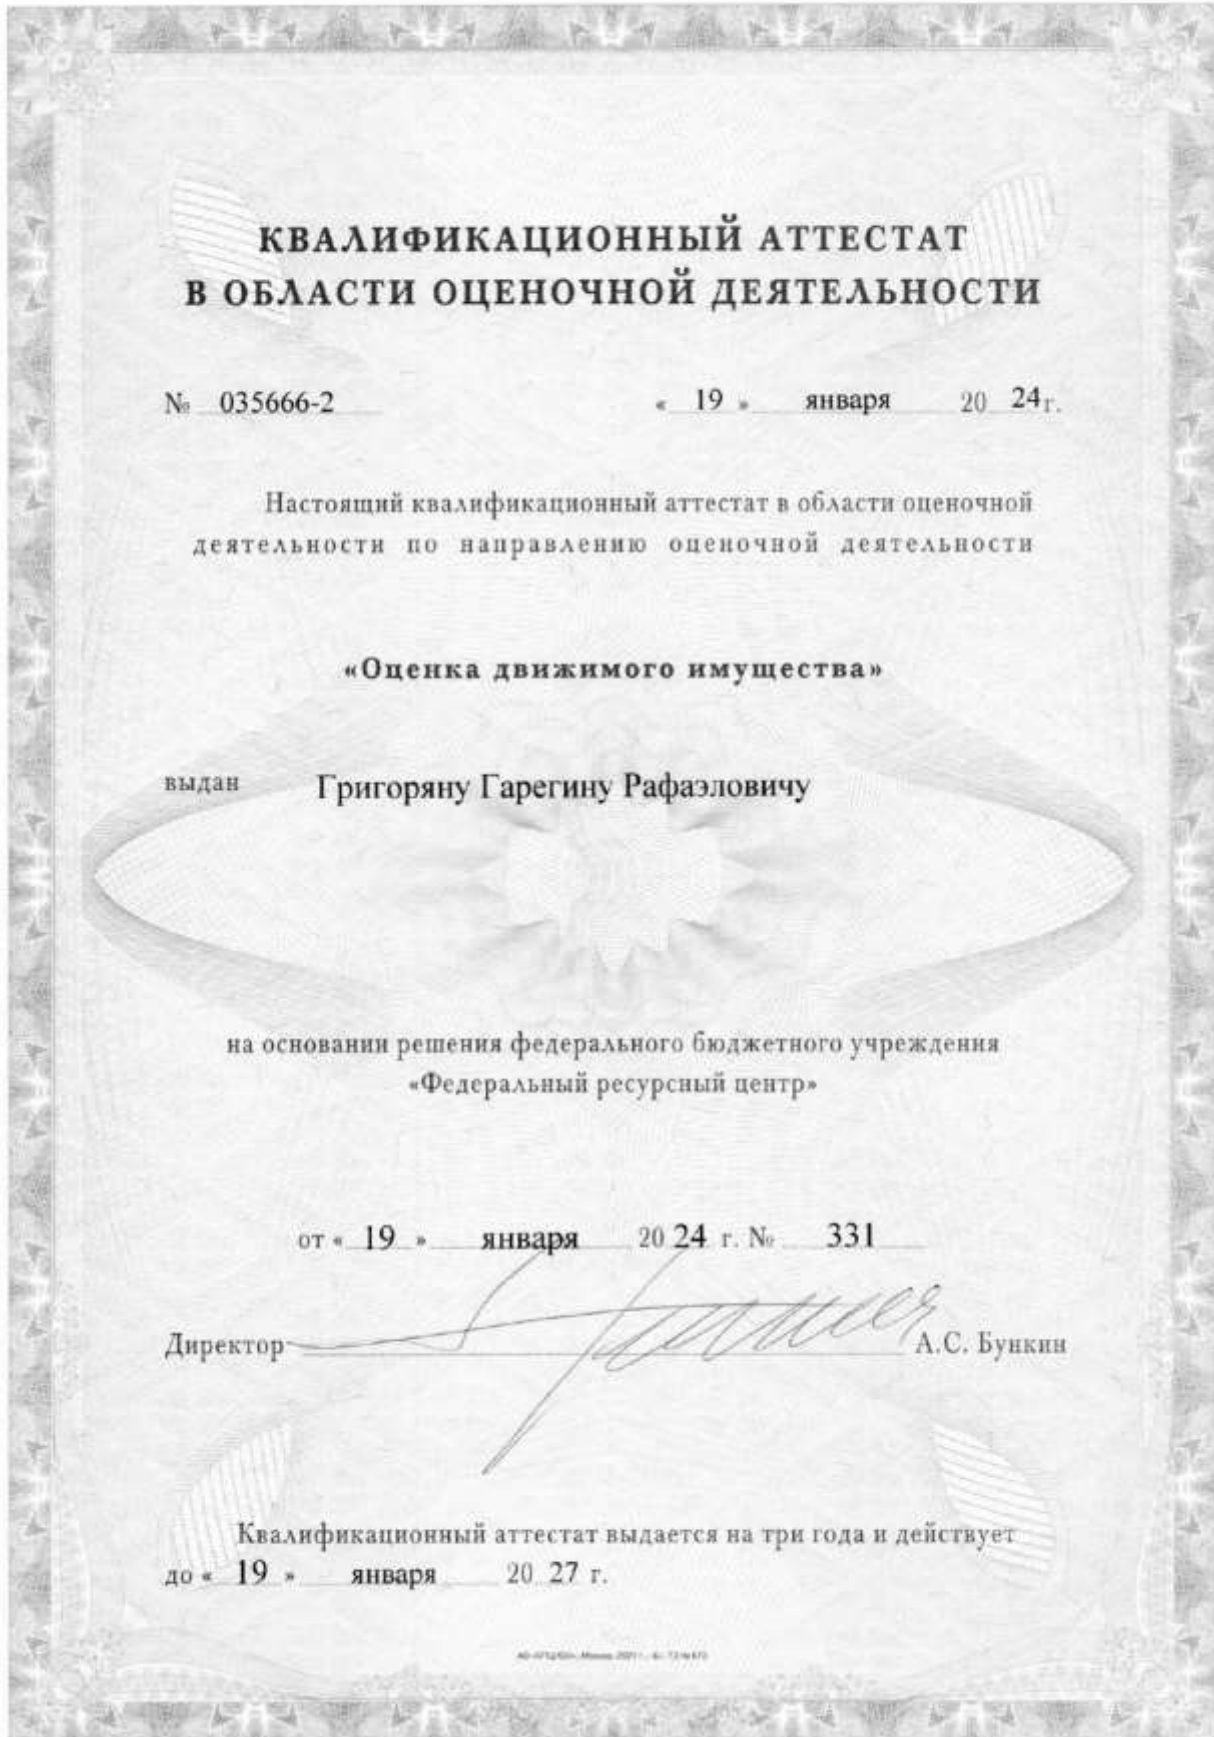 КВАЛИФИКАЦИОННЫЙ АТТЕСТАТ
В ОБЛАСТИ ОЦЕНОЧНОЙ ДЕЯТЕЛЬНОСТИ
№ 035666-2 « 19 » января 20 24 г.
Настоящий квалификационный аттестат в области оценочной
деятельности по направлению оценочной деятельности
«Оценка движимого имущества»
выдан Григоряну Гарегину Рафаэловичу
на основании решения федерального бюджетного учреждения
«Федеральный ресурсный центр»
от « 19 » января 20 24 г. № 331
Директор А.С. Бункин
Квалификационный аттестат выдается на три года и действует
до « 19 » января 20 27 г.